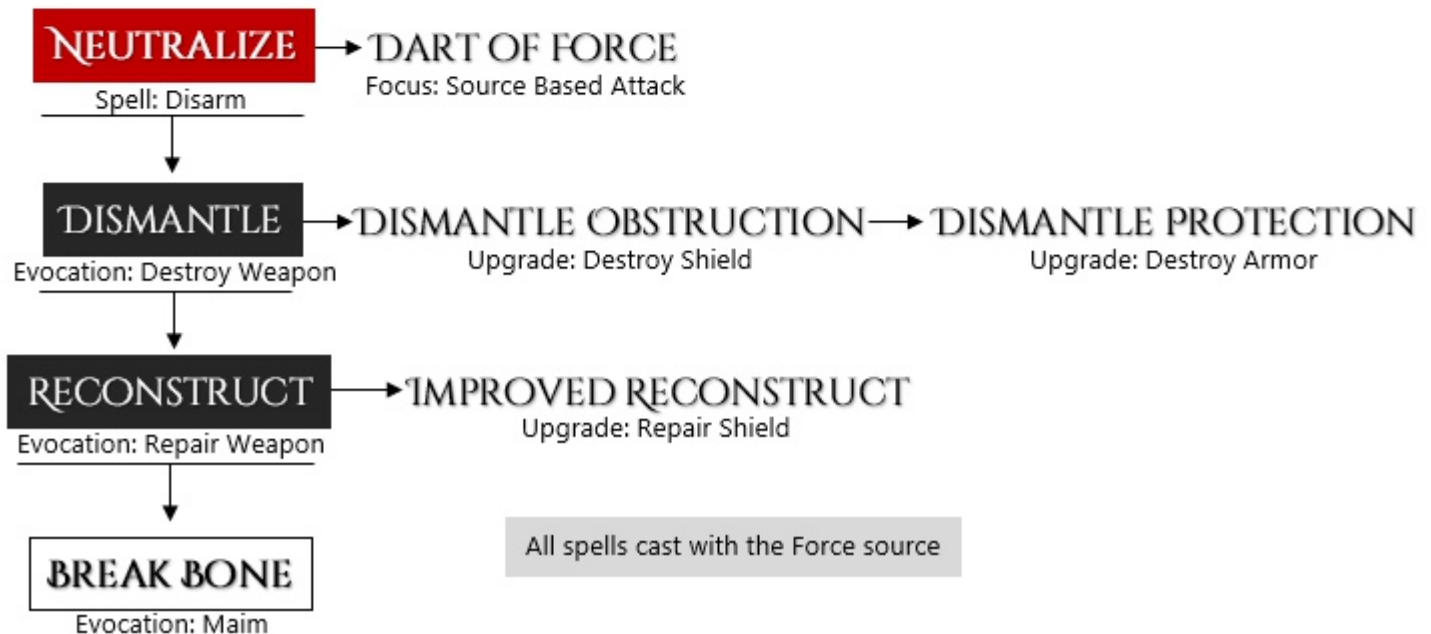 NEUTRALIZE
DART OF FORCE
Spell: Disarm
Focus: Source Based Attack
DISMANTLE
DISMANTLE OBSTRUCTION
DISMANTLE PROTECTION
Evocation: Destroy Weapon
Upgrade: Destroy Shield
Upgrade: Destroy Armor
RECONSTRUCT
IMPROVED RECONSTRUCT
Evocation: Repair Weapon
Upgrade: Repair Shield
All spells cast with the Force source
BREAK BONE
Evocation: Maim